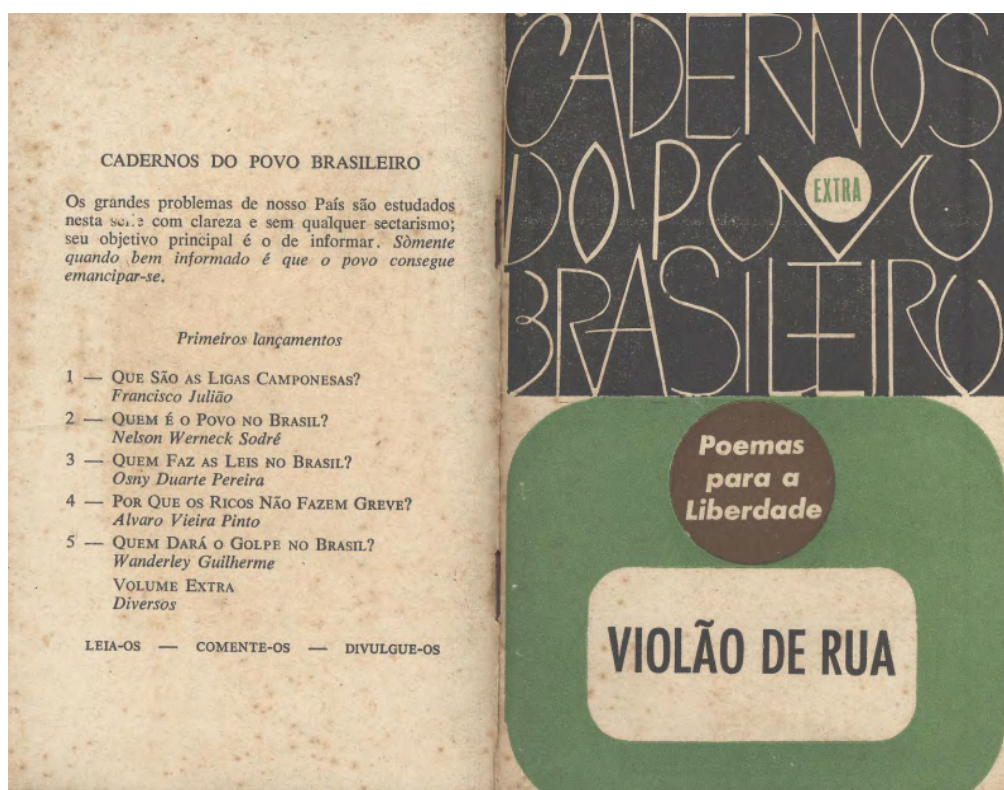 CADERNOS DO POVO BRASILEIRO
Os grandes problemas de nosso País são estudados
nesta com clareza e sem qualquer sectarismo;
seu objetivo principal é o de informar. Sòmente
quando bem informado é que o povo consegue
emancipar-se.
Primeiros lançamentos
1 — QUE SÃO AS LIGAS CAMPONESAS?
Francisco Julião
2 — QUEM É O POVO NO BRASIL?
Nelson Werneck Sodré
3 — QUEM FAZ AS LEIS NO BRASIL?
Osny Duarte Pereira
4 — POR QUE OS RICOS NÃO FAZEM GREVE?
Alvaro Vieira Pinto
5 — QUEM DARÁ O GOLPE NO BRASIL?
Wanderley Guilherme
VOLUME EXTRA
Diversos
LEIA-OS — COMENTE-OS — DIVULGUE-OS
CADERNOS
DO POVO
EXTRA
BRASILEIRO
Poemas
para a
Liberdade
VIOLÃO DE RUA